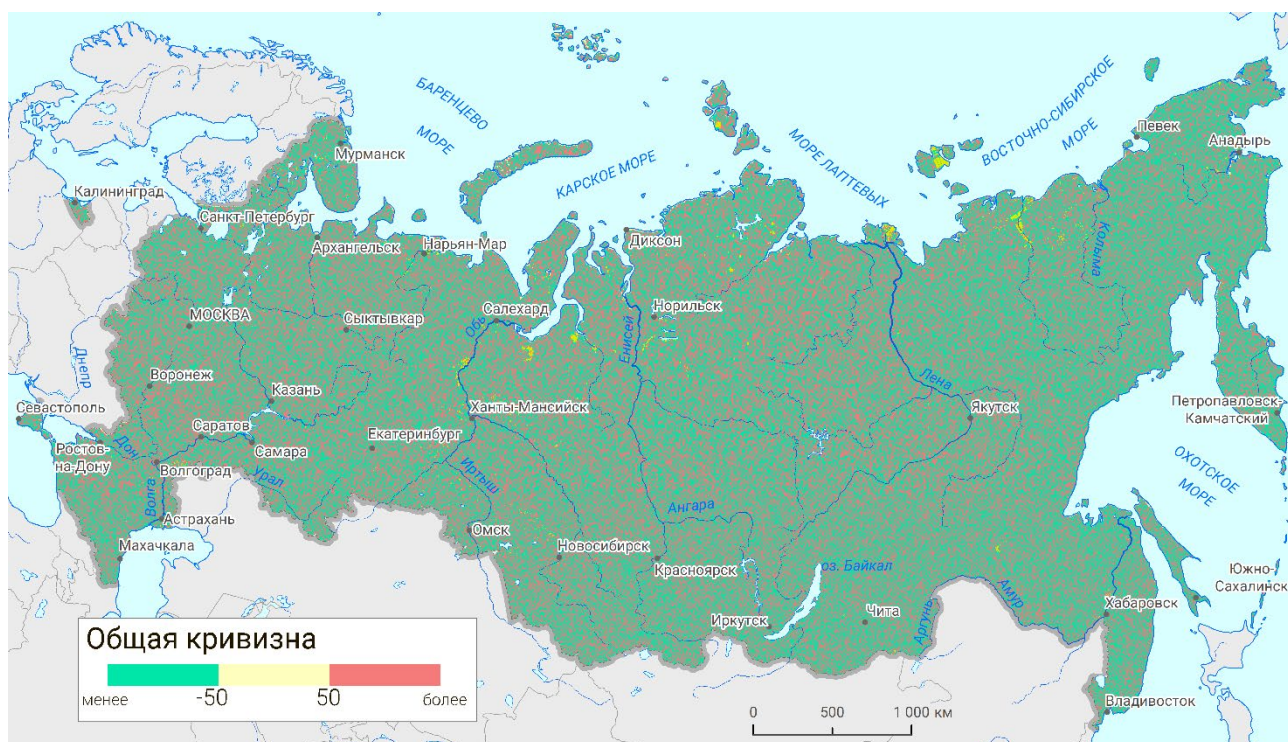 БАРЕНЦЕВО
МОРЕ
КАРСКОЕ МОРЕ
МОРЕ ЛАПТЕВЫХ
ВОСТОЧНО-СИБИРСКОЕ
МОРЕ
Певек
Анадырь
Мурманск
Калининград
Санкт-Петербург
Архангельск
Нарьян-Мар
Диксон
Колыма
МОСКВА
Сыктывкар
Салехард
Обь
Енисей
Норильск
Днепр
Воронеж
Казань
Лена
Якутск
Севастополь
Саратов
Ханты-Мансийск
Петропавловск-
Камчатский
Ростов-
на-Дону
Дон
Самара
Екатеринбург
Волгоград
Урал
Иртыш
ОХОТСКОЕ
МОРЕ
Волга
Астрахань
Омск
Ангара
Махачкала
Новосибирск
Красноярск
оз. Байкал
Южно-
Сахалинск
Иркутск
Чита
Аргунь
Амур
Хабаровск
Владивосток
Общая кривизна
менее
-50
50
более
0
500
1 000 км